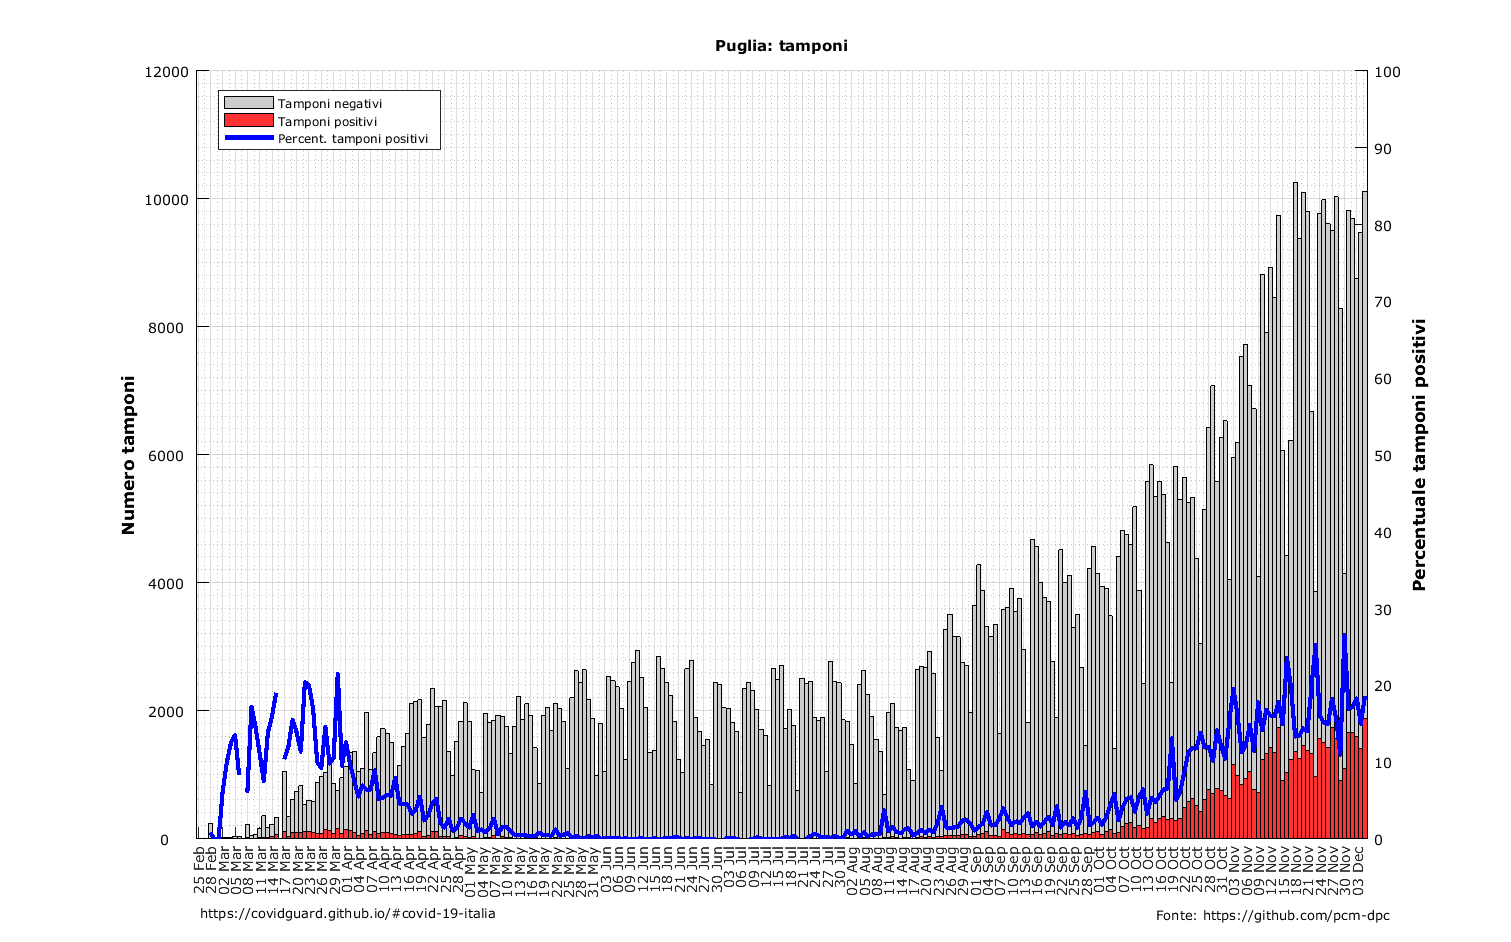 Puglia: tamponi
12000
10000
8000
6000
4000
2000
0
100
90
80
70
60
50
40
30
20
10
0
Tamponi negativi
Tamponi positivi
Percent. tamponi positivi
Numero tamponi
Percentuale tamponi positivi
25 Feb
28 Feb
02 Mar
05 Mar
08 Mar
11 Mar
14 Mar
17 Mar
20 Mar
23 Mar
26 Mar
29 Mar
01 Apr
04 Apr
07 Apr
10 Apr
13 Apr
16 Apr
19 Apr
22 Apr
25 Apr
28 Apr
01 May
04 May
07 May
10 May
13 May
16 May
19 May
22 May
25 May
28 May
31 May
03 Jun
06 Jun
09 Jun
12 Jun
15 Jun
18 Jun
21 Jun
24 Jun
27 Jun
30 Jun
03 Jul
06 Jul
09 Jul
12 Jul
15 Jul
18 Jul
21 Jul
24 Jul
27 Jul
30 Jul
02 Aug
05 Aug
08 Aug
11 Aug
14 Aug
17 Aug
20 Aug
23 Aug
26 Aug
29 Aug
01 Sep
04 Sep
07 Sep
10 Sep
13 Sep
16 Sep
19 Sep
22 Sep
25 Sep
28 Sep
01 Oct
04 Oct
07 Oct
10 Oct
13 Oct
16 Oct
19 Oct
22 Oct
25 Oct
28 Oct
31 Oct
03 Nov
06 Nov
09 Nov
12 Nov
15 Nov
18 Nov
21 Nov
24 Nov
27 Nov
30 Nov
03 Dec
https://covidguard.github.io/#covid-19-italia
Fonte: https://github.com/pcm-dpc